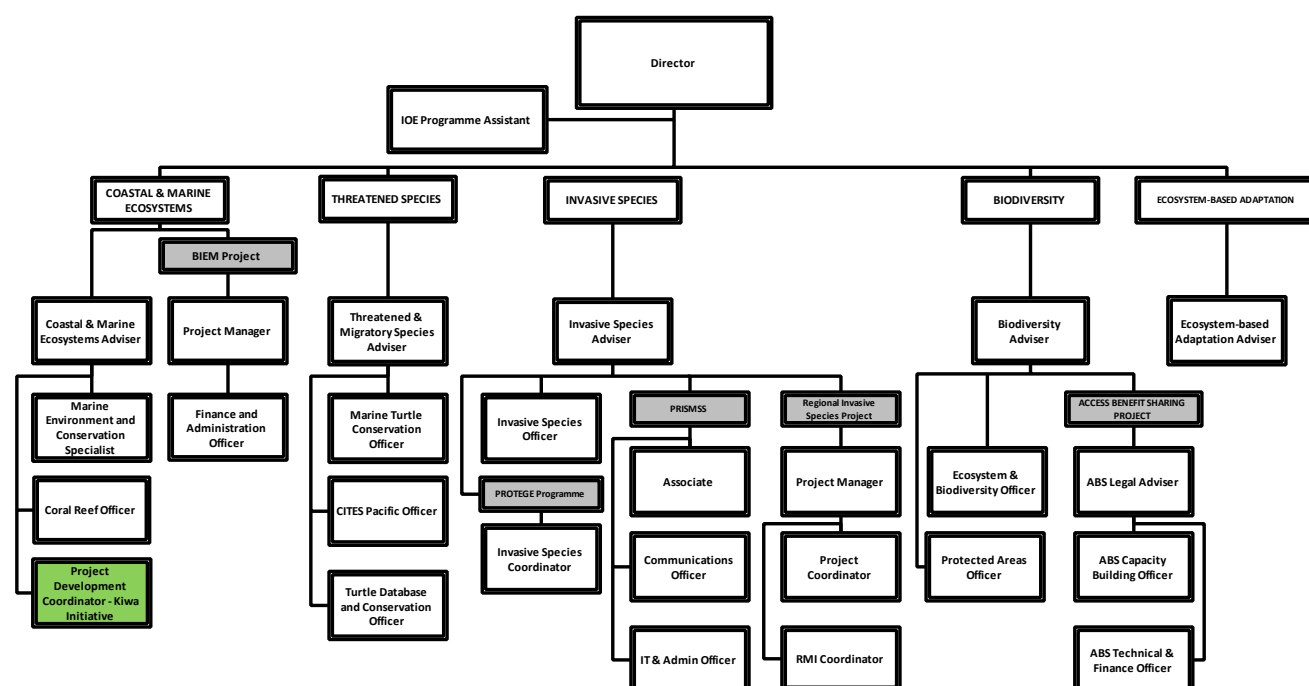 Director
IOE Programme Assistant
COASTAL & MARINE
ECOSYSTEMS
THREATENED SPECIES
INVASIVE SPECIES
BIODIVERSITY
ECOSYSTEM-BASED ADAPTATION
BIEM Project
Coastal & Marine
Ecosystems Adviser
Project Manager
Threatened &
Migratory Species
Adviser
Invasive Species
Adviser
Biodiversity
Adviser
Ecosystem-based
Adaptation Adviser
Marine
Environment and
Conservation
Specialist
Finance and
Administration
Officer
Marine Turtle
Conservation
Officer
Invasive Species
Officer
PRISMSS
Regional Invasive
Species Project
ACCESS BENEFIT SHARING
PROJECT
Coral Reef Officer
CITES Pacific Officer
PROTEGE Programme
Associate
Project Manager
Ecosystem &
Biodiversity Officer
ABS Legal Adviser
Project
Development
Coordinator - Kiwa
Initiative
Turtle Database
and Conservation
Officer
Invasive Species
Coordinator
Communications
Officer
Project
Coordinator
Protected Areas
Officer
ABS Capacity
Building Officer
IT & Admin Officer
RMI Coordinator
ABS Technical &
Finance Officer